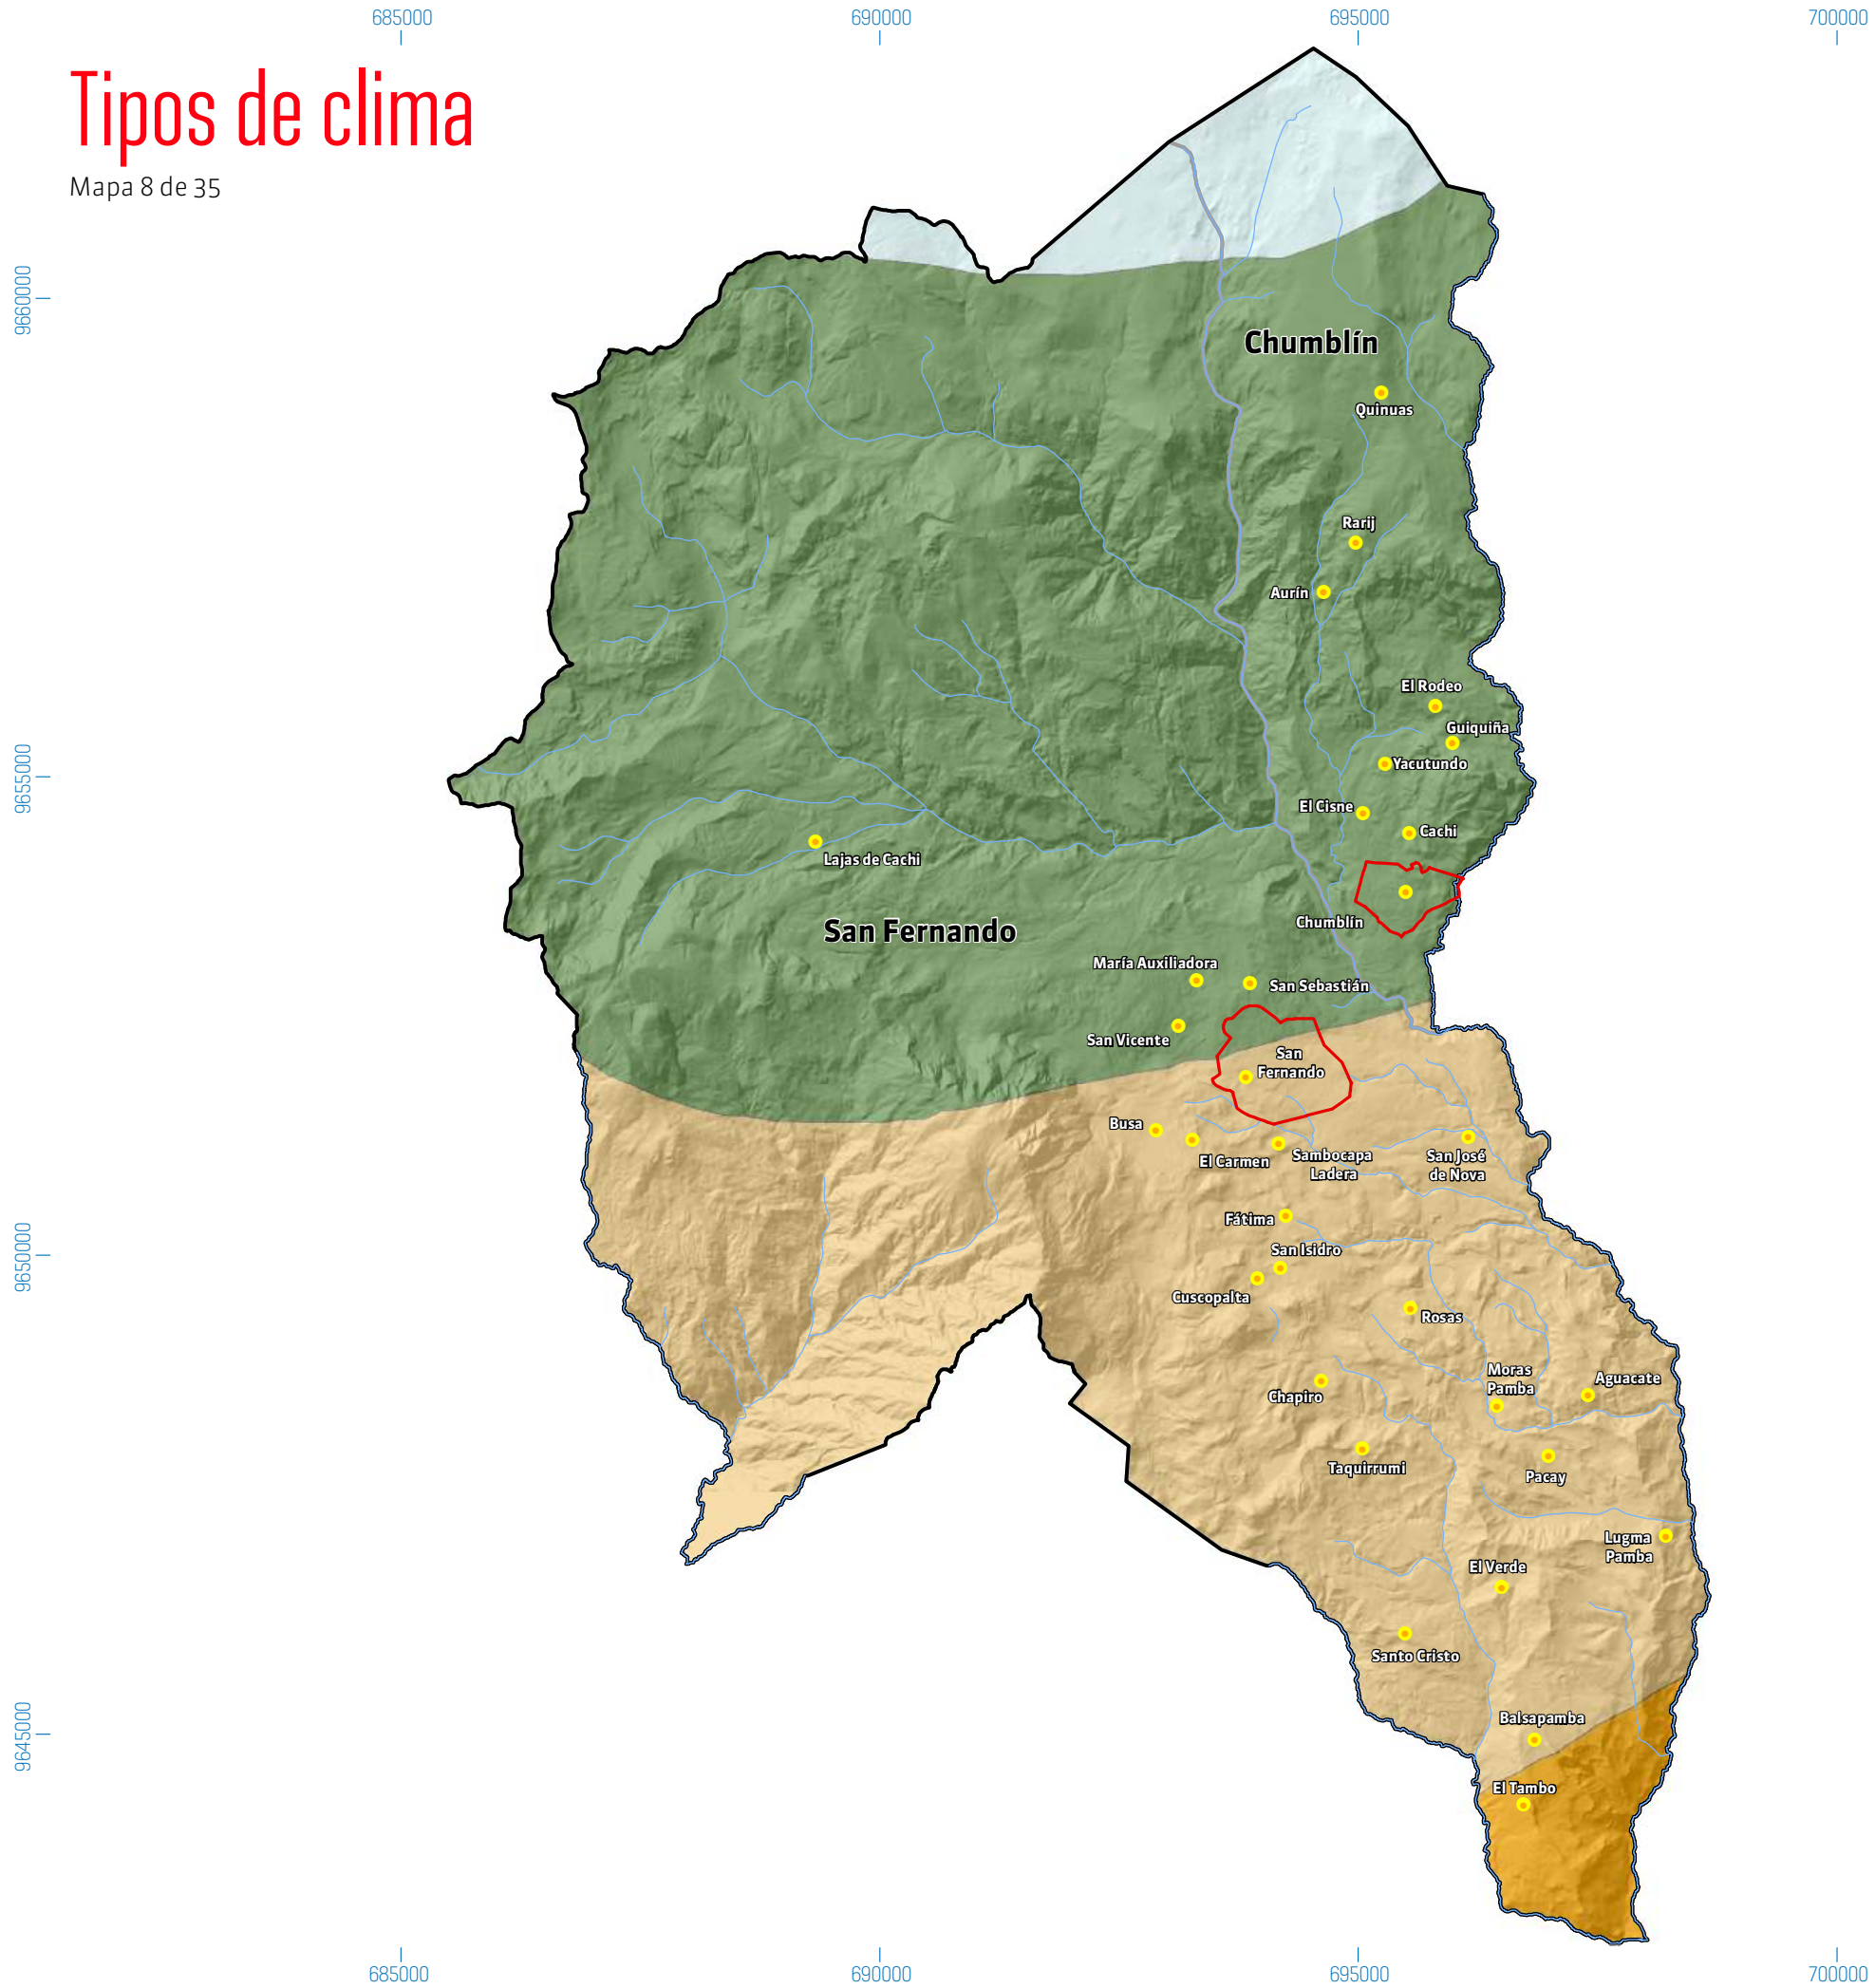 685000
690000
695000
700000
Tipos de clima
Mapa 8 de 35
9660000
Chumblín
Quinuas
Rarij
Aurín
El Rodeo
Guiquiña
9655000
Yacutundo
El Cisne
Cachi
Lajas de Cachi
Chumblín
San Fernando
María Auxiliadora
San Sebastián
San Vicente
San
Fernando
Busa
El Carmen
Sambocapa
Ladera
San José
de Nova
Fátima
9650000
San Isidro
Cuscopalta
Rosas
Moras
Pamba
Aguacate
Chapiro
Taquirrumi
Pacay
Lugma
Pamba
El Verde
Santo Cristo
9645000
Balsapamba
El Tambo
685000
690000
695000
700000